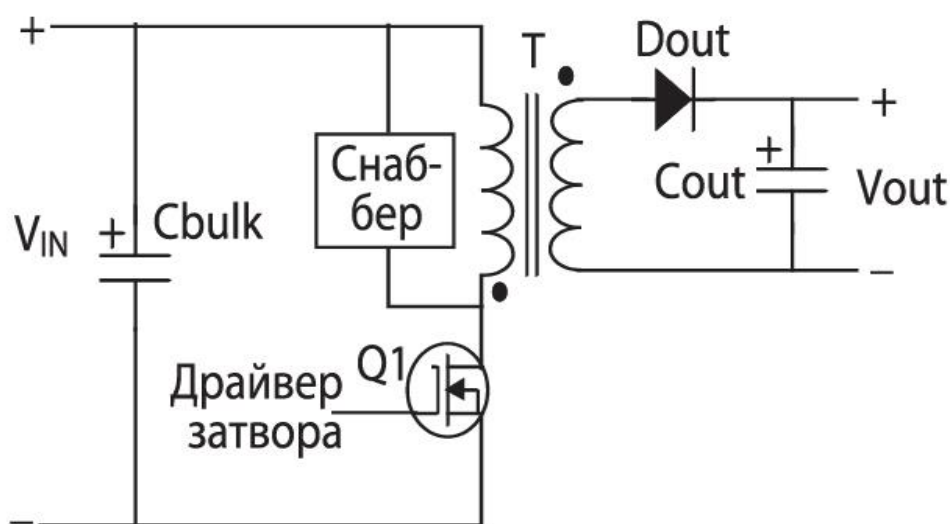 +
T
Dout
+
Снаб-
бер
+
Cout
Vout
VIN
+
Cbulk
–
Q1
Драйвер
затвора
–